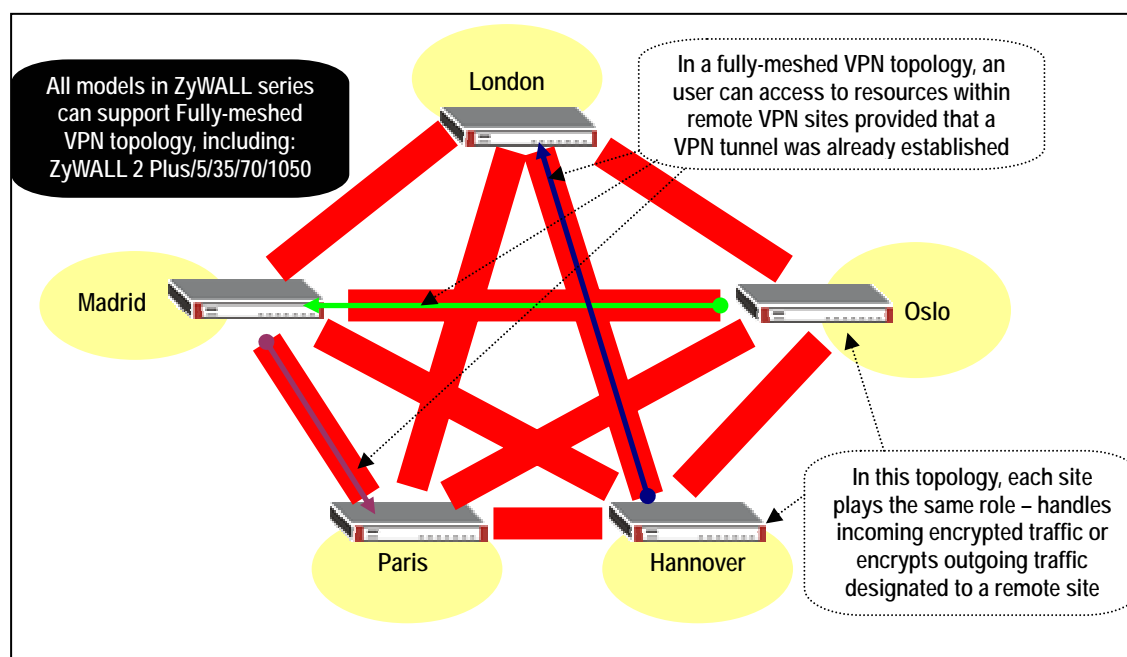 All models in ZyWALL series
can support Fully-meshed
VPN topology, including:
ZyWALL 2 Plus/5/35/70/1050
London
In a fully-meshed VPN topology, an
user can access to resources within
remote VPN sites provided that a
VPN tunnel was already established
Madrid
Oslo
Paris
Hannover
In this topology, each site
plays the same role – handles
incoming encrypted traffic or
encrypts outgoing traffic
designated to a remote site